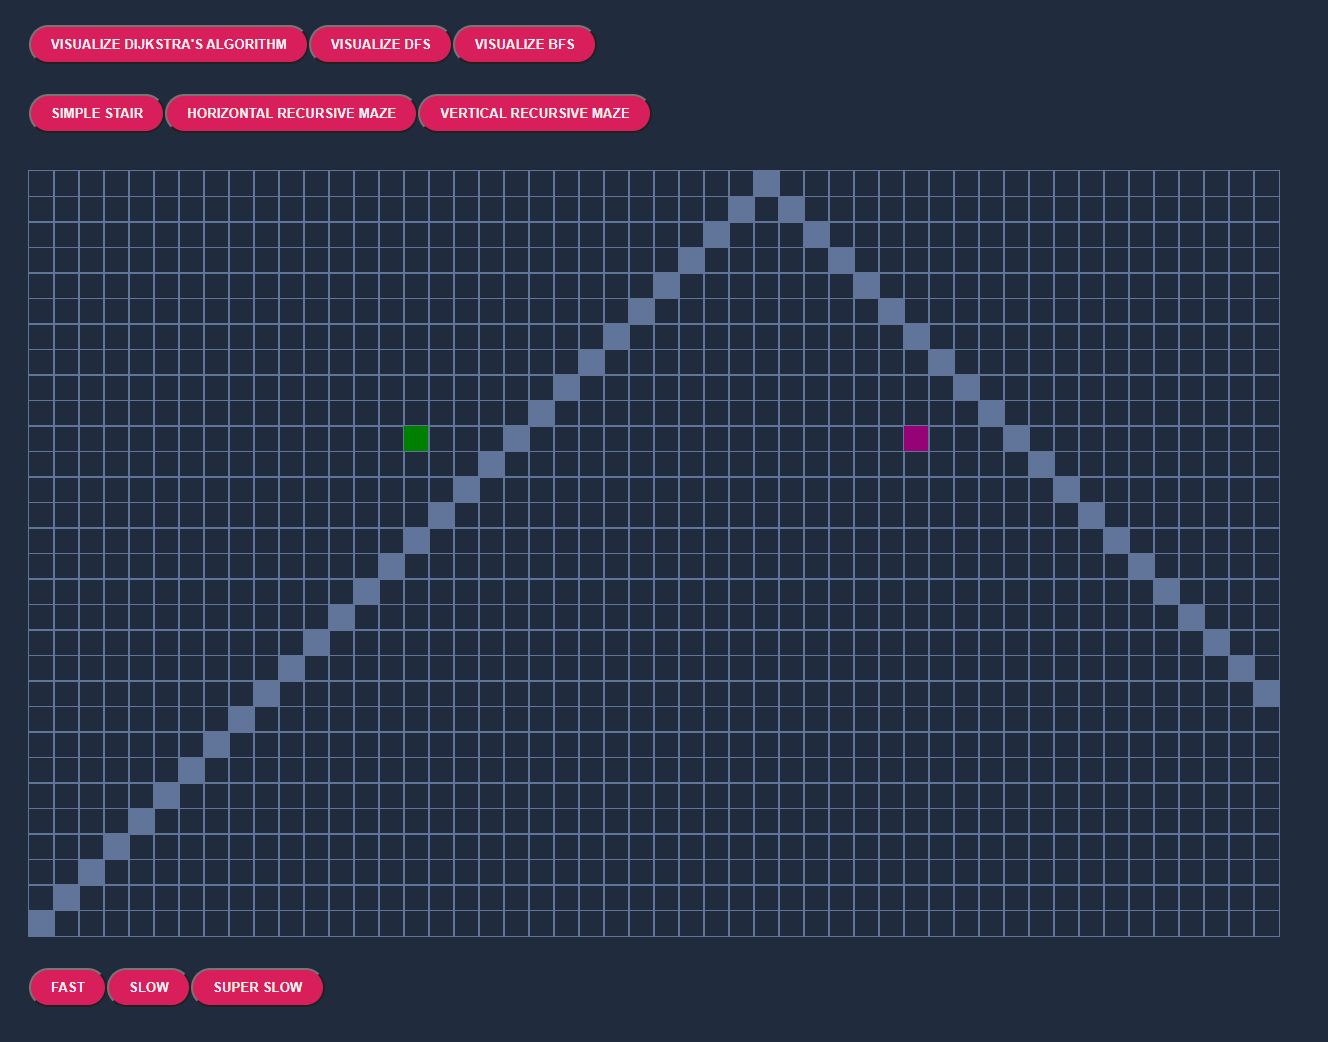 VISUALIZE DIJKSTRA'S ALGORITHM VISUALIZE DFS VISUALIZE BFS
SIMPLE STAIR HORIZONTAL RECURSIVE MAZE VERTICAL RECURSIVE MAZE
FAST SLOW SUPER SLOW